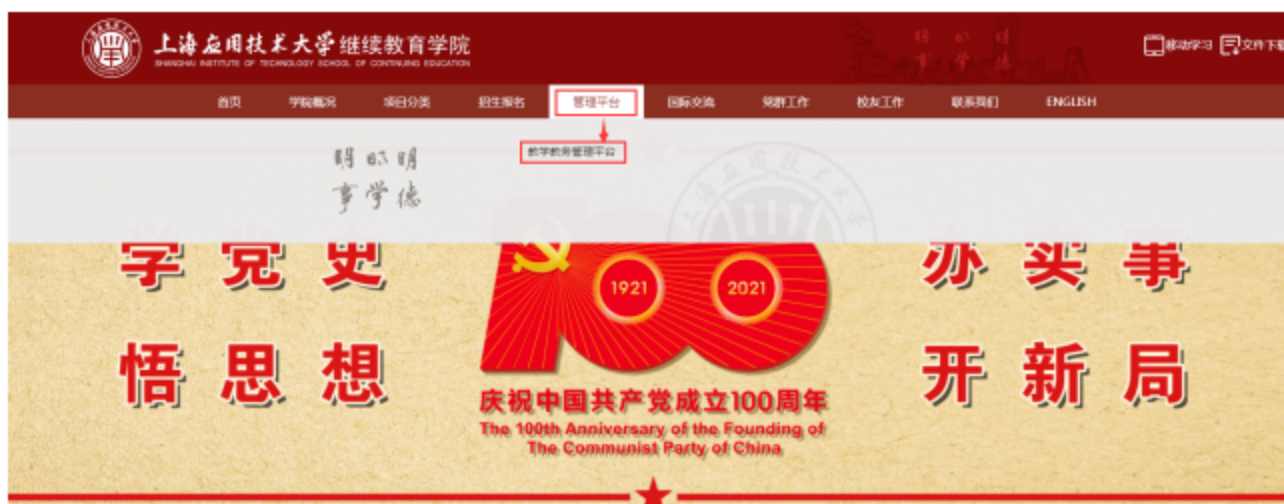 上海应用技术大学继续教育学院
SHANGHAI INSTITUTE OF TECHNOLOGY SCHOOL OF CONTINUING EDUCATION
移动学习 文件下载
首页 学院概况 项目分类 招生报名 管理平台 国际交流 党群工作 校友工作 联系我们 ENGLISH
教学教务管理平台
明 明
事 学 德
学 党 史
办 实 事
1921 2021
悟 思 想
开 新 局
庆祝中国共产党成立100周年
The 100th Anniversary of the Founding of
The Communist Party of China